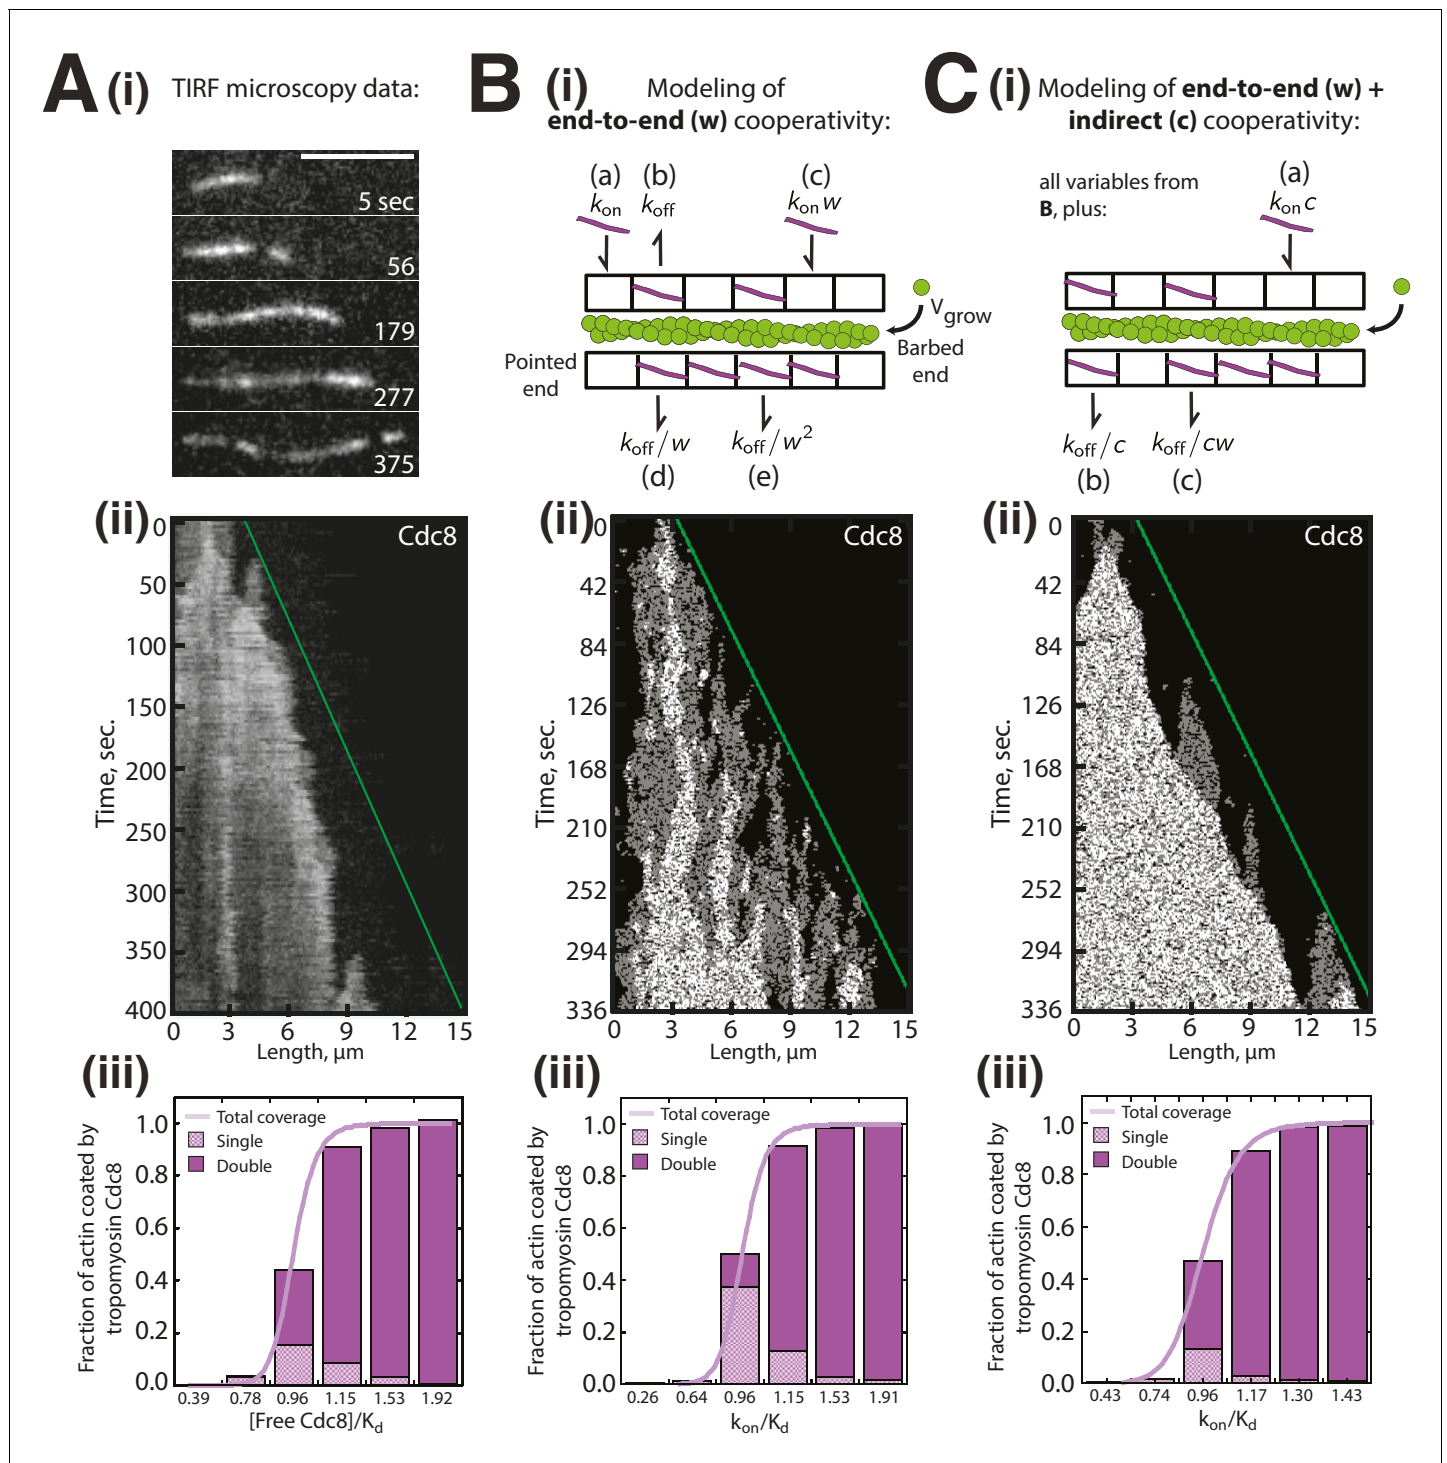 A (i) TIRF microscopy data:
5 sec
56
179
277
375
(ii)
Cdc8
0
50
100
150
200
250
300
350
400
Time, sec.
0 3 6 9 12 15
Length, µm
(iii)
Total coverage
Single
Double
1.0
0.8
0.6
0.4
0.2
0.0
Fraction of actin coated by
tropomyosin Cdc8
0.39 0.78 0.96 1.15 1.53 1.92
[Free Cdc8]/Kd
B (i) Modeling of
end-to-end (w) cooperativity:
(a) (b) (c)
kon koff kon w
Vgrow
Pointed
end
Barbed
end
koff/w koff/w²
(d) (e)
(ii)
Cdc8
0
42
84
126
168
210
252
294
336
Time, sec.
0 3 6 9 12 15
Length, µm
(iii)
Total coverage
Single
Double
1.0
0.8
0.6
0.4
0.2
0.0
Fraction of actin coated by
tropomyosin Cdc8
0.26 0.64 0.96 1.15 1.53 1.91
kon/Kd
C (i) Modeling of end-to-end (w) +
indirect (c) cooperativity:
all variables from
B, plus:
(a)
kon c
koff/c koff/cw
(b) (c)
(ii)
Cdc8
0
42
84
126
168
210
252
294
336
Time, sec.
0 3 6 9 12 15
Length, µm
(iii)
Total coverage
Single
Double
1.0
0.8
0.6
0.4
0.2
0.0
Fraction of actin coated by
tropomyosin Cdc8
0.43 0.74 0.96 1.17 1.30 1.43
kon/Kd